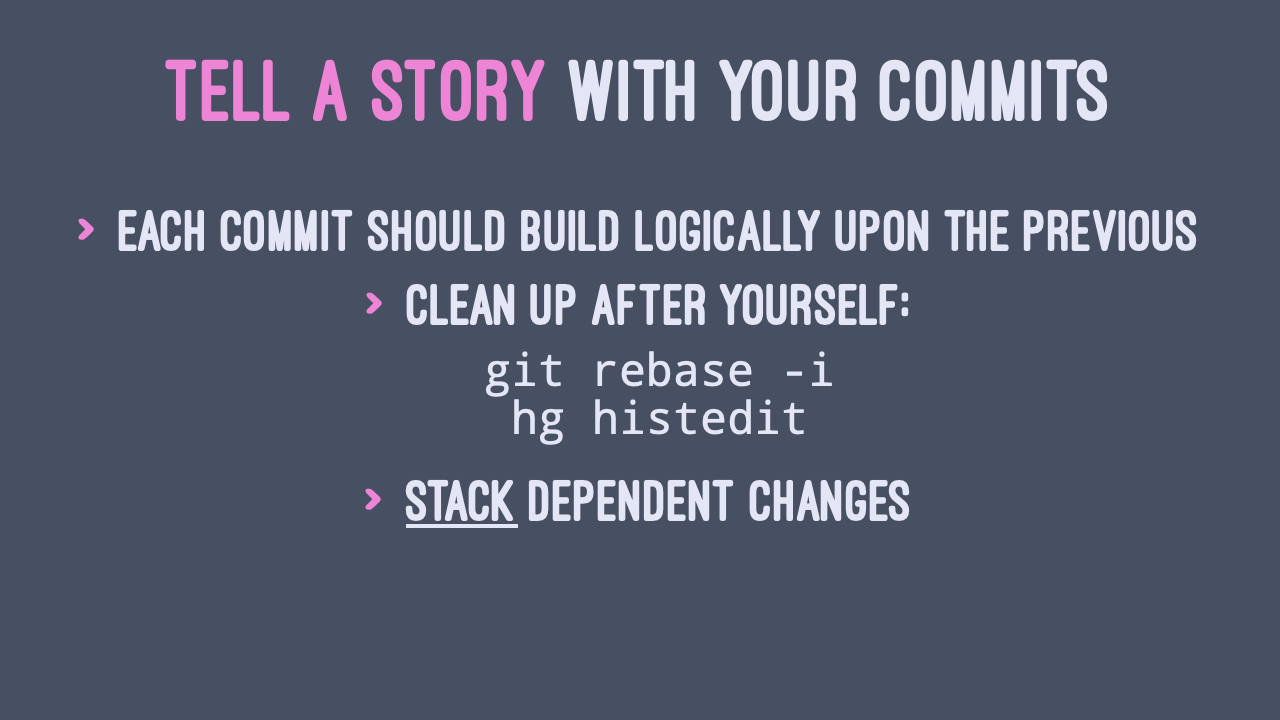 TELL A STORY WITH YOUR COMMITS
› EACH COMMIT SHOULD BUILD LOGICALLY UPON THE PREVIOUS
› CLEAN UP AFTER YOURSELF:
git rebase -i
hg histedit
› STACK DEPENDENT CHANGES